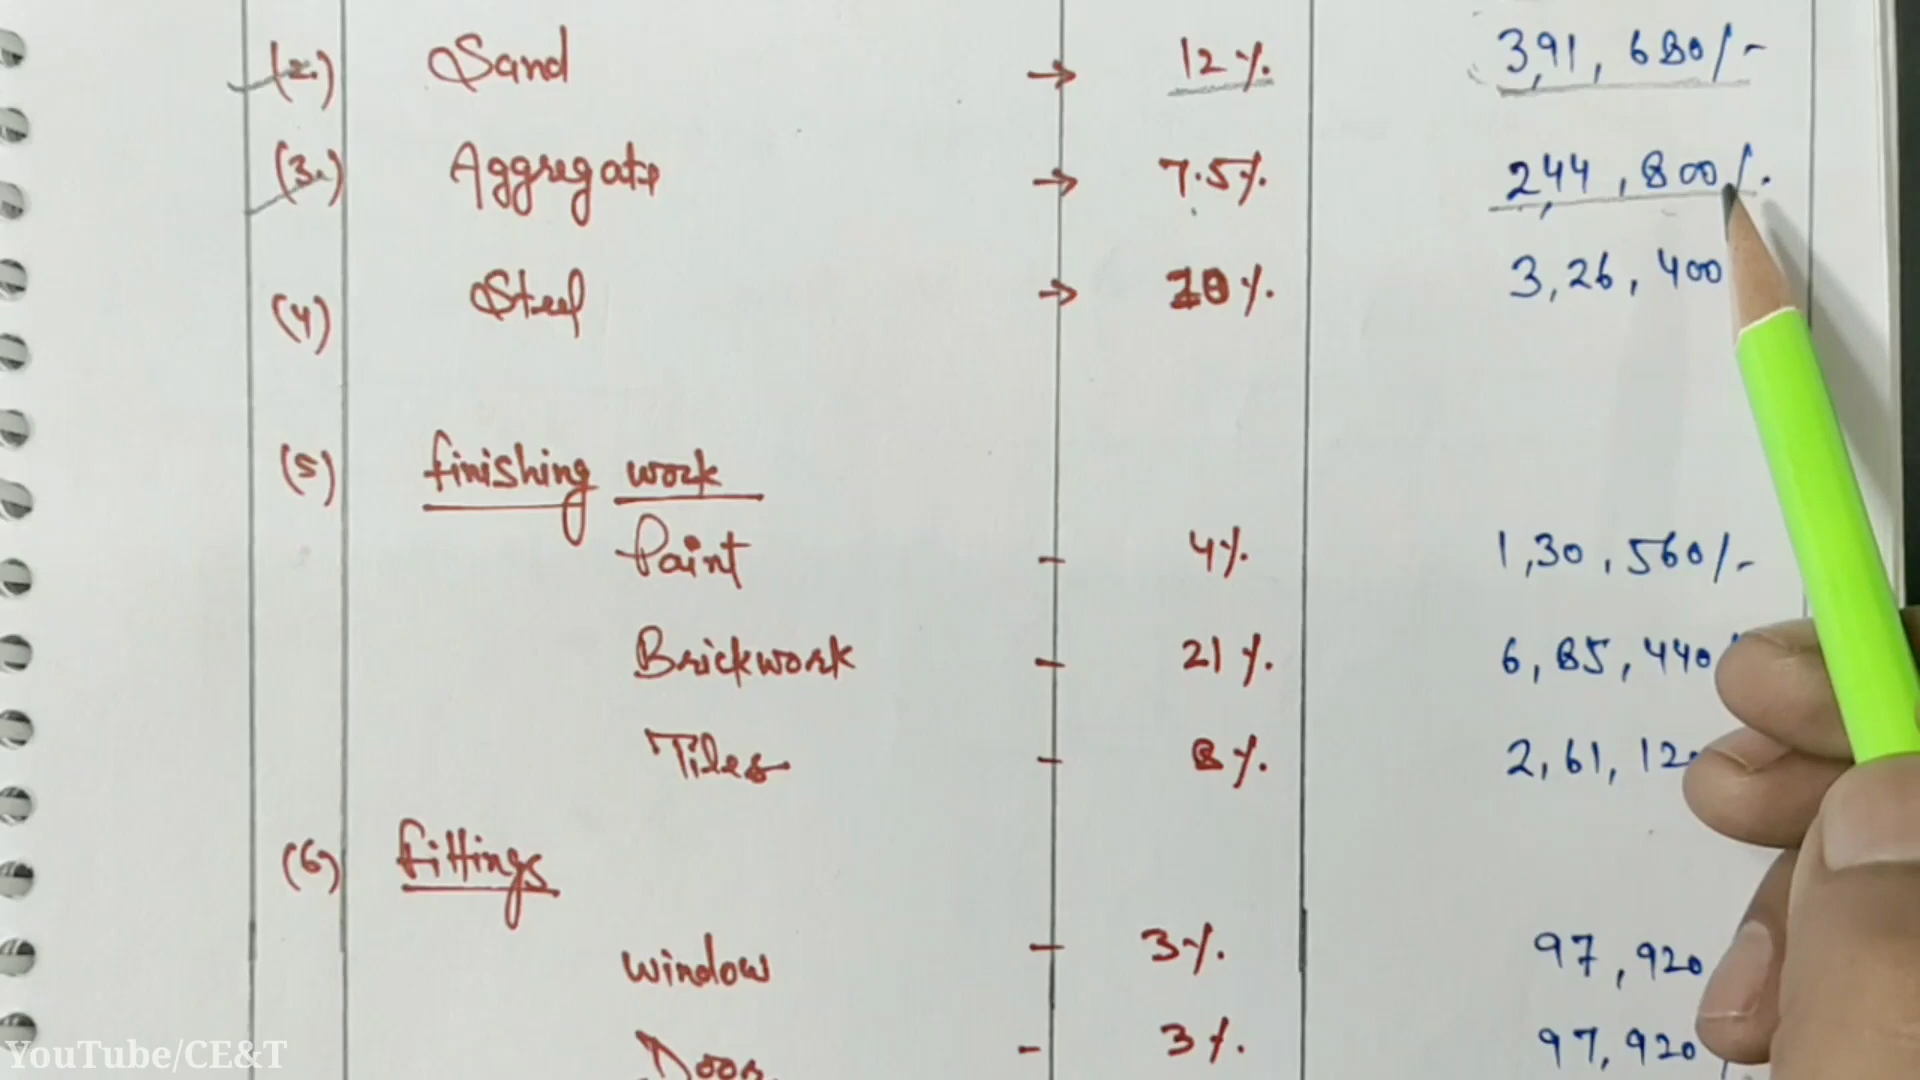 (2.) Sand → 12% 3,91,680/-
(3.) Aggregate → 7.5% 2,44,800/-
(4) Steel → 10% 3,26,400
(5) Finishing work
Paint - 4% 1,30,560/-
Brickwork - 21% 6,85,440/
Tiles - 8% 2,61,120
(6) Fittings
window - 3% 97,920
Door - 3% 97,920
YouTube/CE&T